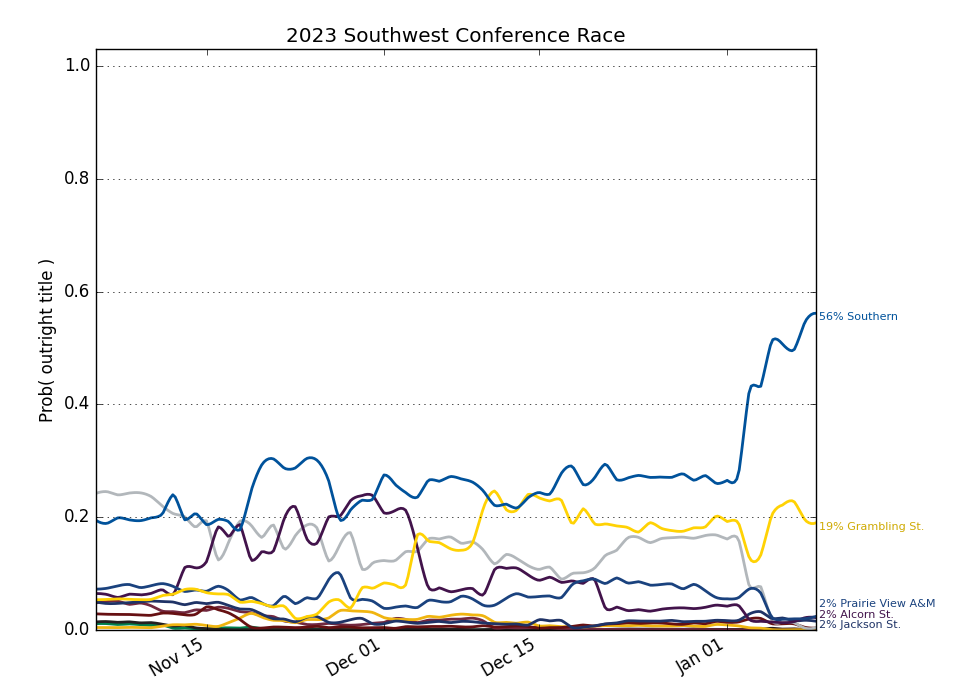 2023 Southwest Conference Race
Prob( outright title )
1.0
0.8
0.6
0.4
0.2
0.0
56% Southern
19% Grambling St.
2% Prairie View A&M
2% Alcorn St.
2% Jackson St.
Nov 15
Dec 01
Dec 15
Jan 01